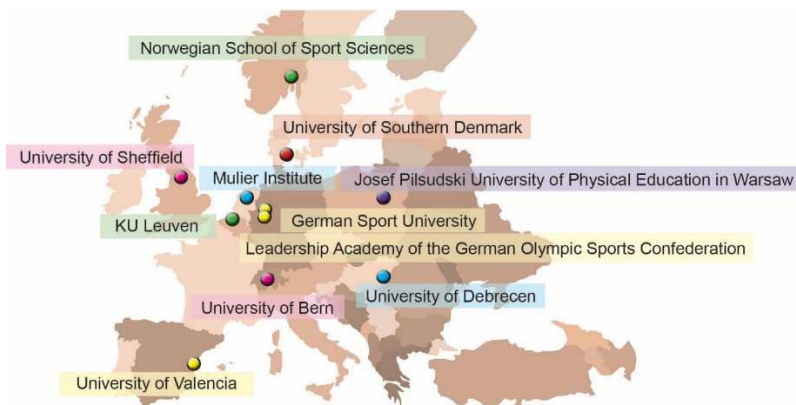 Norwegian School of Sport Sciences
University of Southern Denmark
University of Sheffield
Mulier Institute
Josef Pilsudski University of Physical Education in Warsaw
KU Leuven
German Sport University
Leadership Academy of the German Olympic Sports Confederation
University of Bern
University of Debrecen
University of Valencia